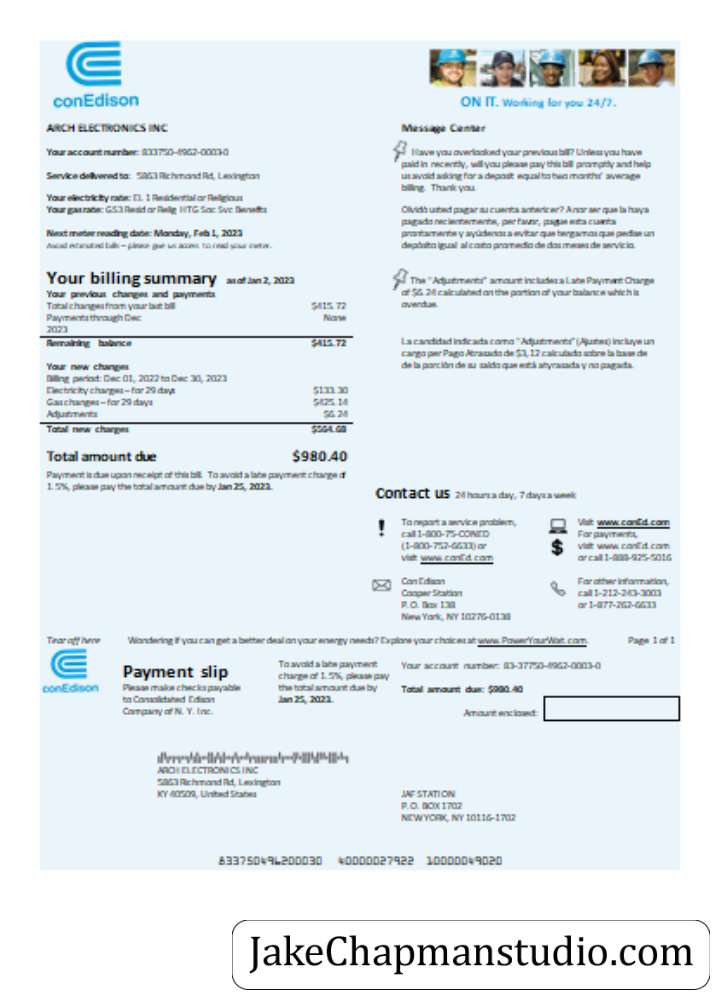 conEdison
ON IT. Working for you 24/7.
ARCH ELECTRONICS INC
Your account number: 833750-4962-0003-0
Service delivered to: 5863 Richmond Rd, Lexington
Your electricity rate: EL 1 Residential or Religious
Your gas rate: GS3 Resid or Relig HTG Soc Svc Benefits
Next meter reading date: Monday, Feb 1, 2023
Avoid estimated bills – please give us access to read your meter.
Your billing summary as of Jan 2, 2023
Your previous changes and payments
Total changes from your last bill $415.72
Payments through Dec None
2023
Remaining balance $415.72
Your new changes
Billing period: Dec 01, 2022 to Dec 30, 2023
Electricity charges – for 29 days $133.30
Gas changes – for 29 days $425.14
Adjustments $6.24
Total new charges $564.68
Total amount due $980.40
Payment is due upon receipt of this bill. To avoid a late payment charge of
1.5%, please pay the total amount due by Jan 25, 2023.
Message Center
Have you overlooked your previous bill? Unless you have
paid in recently, will you please pay this bill promptly and help
us avoid asking for a deposit equal to two months' average
billing. Thank you.
Olvidó usted pagar su cuenta anterior? A nor ser que la haya
pagado recientemente, per favor, pague esta cuenta
prontamente y ayúdenos a evitar que tergamos que pedise un
depósito igual al costo promedio de dos meses de servicio.
The "Adjustments" amount includes a Late Payment Charge
of $6.24 calculated on the portion of your balance which is
overdue.
La candidad indicada como "Adjustments" (Ajustes) incluye un
cargo per Pago Atrasado de $3,12 calculado sobre la base de
de la porción de su saldo que está atyrasada y no pagada.
Contact us 24 hours a day, 7 days a week
To report a service problem,
call 1-800-75-CONED
(1-800-752-6633) or
visit www.conEd.com
Visit www.conEd.com
For payments,
visit www.conEd.com
or call 1-888-925-5016
Con Edison
Cooper Station
P.O. Box 138
New York, NY 10276-0138
For other information,
call 1-212-243-3003
or 1-877-262-6633
Tear off here Wondering if you can get a better deal on your energy needs? Explore your choices at www.PowerYourWat.com. Page 1 of 1
conEdison
Payment slip
Please make checks payable
to Consolidated Edison
Company of N. Y. Inc.
To avoid a late payment
charge of 1.5%, please pay
the total amount due by
Jan 25, 2023.
Your account number: 83-37750-4962-0003-0
Total amount due: $980.40
Amount enclosed:
ARCH ELECTRONICS INC
5863 Richmond Rd, Lexington
KY 40509, United States
JAF STATION
P.O. BOX 1702
NEW YORK, NY 10116-1702
833750496200030 40000027922 10000049020
JakeChapmanstudio.com